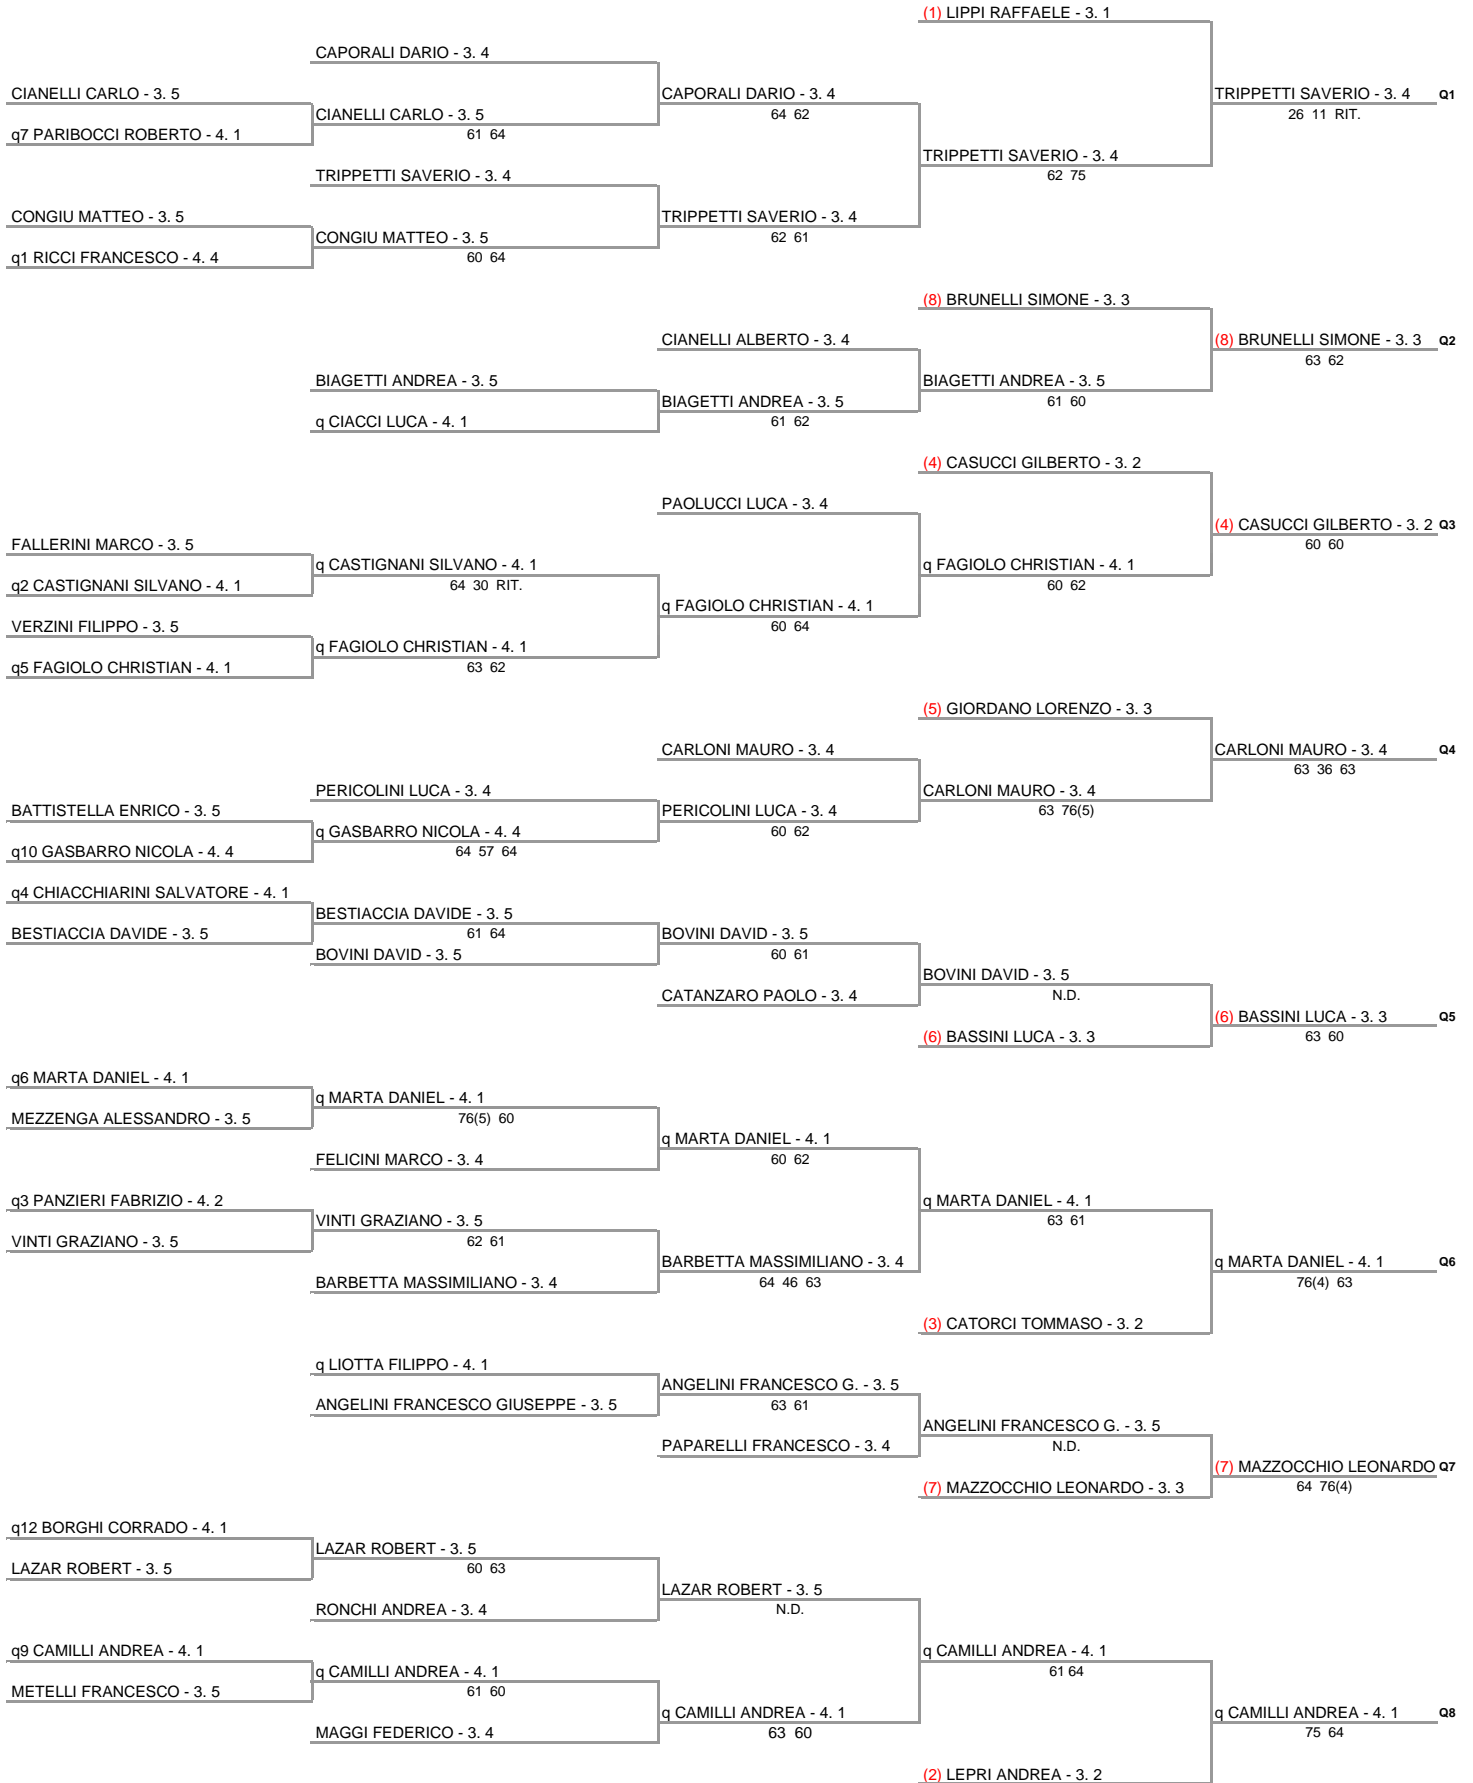 (1) LIPPI RAFFAELE - 3. 1
CAPORALI DARIO - 3. 4
CIANELLI CARLO - 3. 5
CAPORALI DARIO - 3. 4
TRIPPETTI SAVERIO - 3. 4 Q1
CIANELLI CARLO - 3. 5
64 62
26 11 RIT.
q7 PARIBOCCI ROBERTO - 4. 1
61 64
TRIPPETTI SAVERIO - 3. 4
TRIPPETTI SAVERIO - 3. 4
62 75
CONGIU MATTEO - 3. 5
TRIPPETTI SAVERIO - 3. 4
CONGIU MATTEO - 3. 5
62 61
q1 RICCI FRANCESCO - 4. 4
60 64
(8) BRUNELLI SIMONE - 3. 3
CIANELLI ALBERTO - 3. 4
(8) BRUNELLI SIMONE - 3. 3 Q2
63 62
BIAGETTI ANDREA - 3. 5
BIAGETTI ANDREA - 3. 5
BIAGETTI ANDREA - 3. 5
61 60
q CIACCI LUCA - 4. 1
61 62
(4) CASUCCI GILBERTO - 3. 2
PAOLUCCI LUCA - 3. 4
(4) CASUCCI GILBERTO - 3. 2 Q3
FALLERINI MARCO - 3. 5
60 60
q CASTIGNANI SILVANO - 4. 1
q FAGIOLO CHRISTIAN - 4. 1
q2 CASTIGNANI SILVANO - 4. 1
64 30 RIT.
60 62
q FAGIOLO CHRISTIAN - 4. 1
VERZINI FILIPPO - 3. 5
60 64
q FAGIOLO CHRISTIAN - 4. 1
q5 FAGIOLO CHRISTIAN - 4. 1
63 62
(5) GIORDANO LORENZO - 3. 3
CARLONI MAURO - 3. 4
CARLONI MAURO - 3. 4 Q4
63 36 63
PERICOLINI LUCA - 3. 4
CARLONI MAURO - 3. 4
BATTISTELLA ENRICO - 3. 5
PERICOLINI LUCA - 3. 4
63 76(5)
q GASBARRO NICOLA - 4. 4
60 62
q10 GASBARRO NICOLA - 4. 4
64 57 64
q4 CHIACCHIARINI SALVATORE - 4. 1
BESTIACCIA DAVIDE - 3. 5
BESTIACCIA DAVIDE - 3. 5
61 64
BOVINI DAVID - 3. 5
BOVINI DAVID - 3. 5
60 61
BOVINI DAVID - 3. 5
CATANZARO PAOLO - 3. 4
N.D.
(6) BASSINI LUCA - 3. 3 Q5
(6) BASSINI LUCA - 3. 3
63 60
q6 MARTA DANIEL - 4. 1
q MARTA DANIEL - 4. 1
MEZZENGA ALESSANDRO - 3. 5
76(5) 60
q MARTA DANIEL - 4. 1
FELICINI MARCO - 3. 4
60 62
q3 PANZIERI FABRIZIO - 4. 2
q MARTA DANIEL - 4. 1
VINTI GRAZIANO - 3. 5
63 61
VINTI GRAZIANO - 3. 5
62 61
BARBETTA MASSIMILIANO - 3. 4
q MARTA DANIEL - 4. 1 Q6
BARBETTA MASSIMILIANO - 3. 4
64 46 63
76(4) 63
(3) CATORCI TOMMASO - 3. 2
q LIOTTA FILIPPO - 4. 1
ANGELINI FRANCESCO G. - 3. 5
ANGELINI FRANCESCO GIUSEPPE - 3. 5
63 61
ANGELINI FRANCESCO G. - 3. 5
PAPARELLI FRANCESCO - 3. 4
N.D.
(7) MAZZOCCHIO LEONARDO Q7
(7) MAZZOCCHIO LEONARDO - 3. 3
64 76(4)
q12 BORGHI CORRADO - 4. 1
LAZAR ROBERT - 3. 5
LAZAR ROBERT - 3. 5
60 63
LAZAR ROBERT - 3. 5
RONCHI ANDREA - 3. 4
N.D.
q9 CAMILLI ANDREA - 4. 1
q CAMILLI ANDREA - 4. 1
q CAMILLI ANDREA - 4. 1
61 64
METELLI FRANCESCO - 3. 5
61 60
q CAMILLI ANDREA - 4. 1
q CAMILLI ANDREA - 4. 1 Q8
MAGGI FEDERICO - 3. 4
63 60
75 64
(2) LEPRI ANDREA - 3. 2